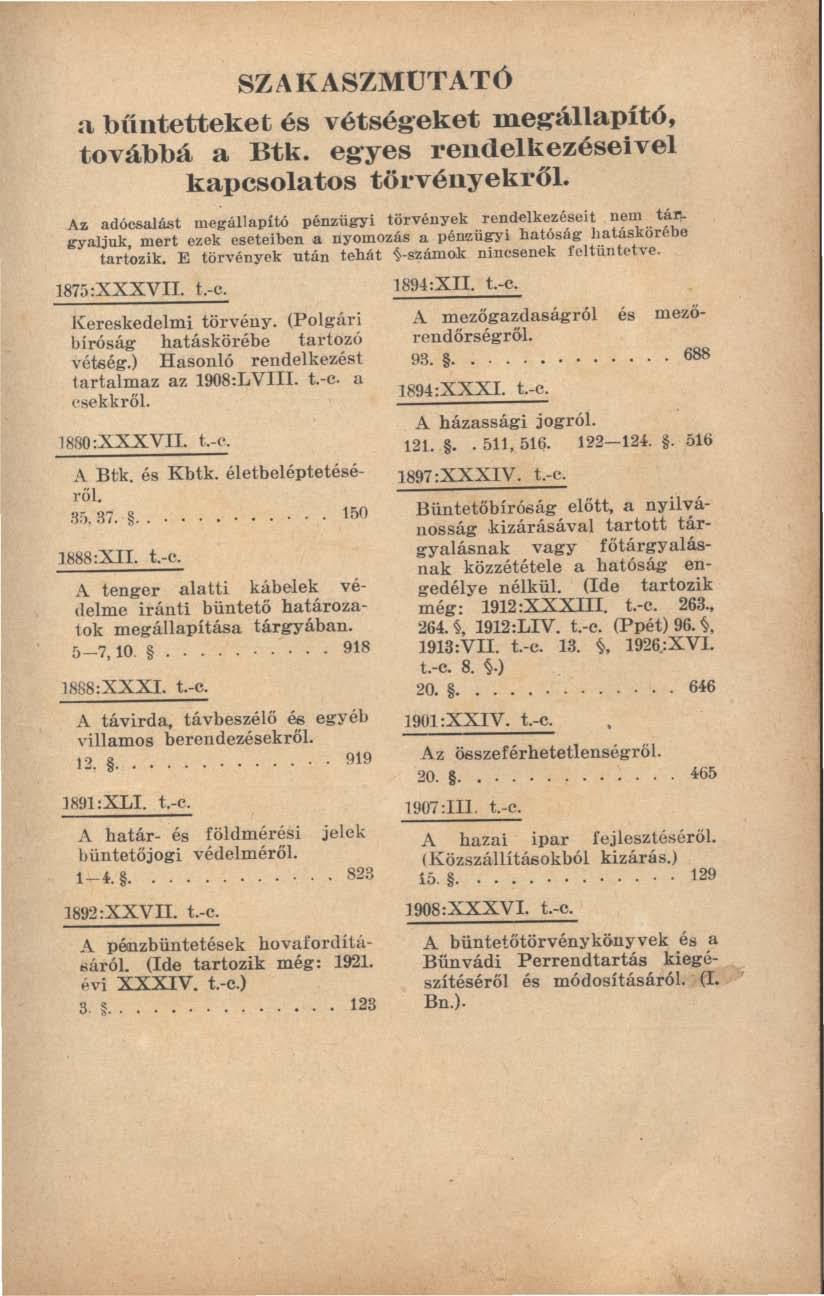 SZAKASZMUTATÓ
a bűntetteket és vétségeket megállapító,
továbbá a Btk. egyes rendelkezéseivel
kapcsolatos törvényekről.
Az adócsalást megállapító pénzügyi törvények rendelkezéseit nem tár-
gyaljuk, mert ezek eseteiben a nyomozás a pénzügyi hatóság hatáskörébe
tartozik. E törvények után tehát §-számok nincsenek feltüntetve.
1875:XXXVII. t.-c.
Kereskedelmi törvény. (Polgári
bíróság hatáskörébe tartozó
vétség.) Hasonló rendelkezést
tartalmaz az 1908:LVIII. t.-c. a
csekkről.
1880:XXXVII. t.-c.
A Btk. és Kbtk. életbeléptetésé-
ről.
35, 37. §. . . . . . . . . . . . 150
1888:XII. t.-c.
A tenger alatti kábelek vé-
delme iránti büntető határoza-
tok megállapítása tárgyában.
5—7, 10. § . . . . . . . . . . 918
1888:XXXI. t.-c.
A távirda, távbeszélő és egyéb
villamos berendezésekről.
12. §. . . . . . . . . . . . . 919
1891:XLI. t.-c.
A határ- és földmérési jelek
büntetőjogi védelméről.
1—4. §. . . . . . . . . . . . 823
1892:XXVII. t.-c.
A pénzbüntetések hovafordítá-
sáról. (Ide tartozik még: 1921.
évi XXXIV. t.-c.)
3. §. . . . . . . . . . . . . . 123
1894:XII. t.-c.
A mezőgazdaságról és mező-
rendőrségről.
93. §. . . . . . . . . . . . . 688
1894:XXXI. t.-c.
A házassági jogról.
121. §. . 511, 516. 122—124. §. 516
1897:XXXIV. t.-c.
Büntetőbíróság előtt, a nyilvá-
nosság kizárásával tartott tár-
gyalásnak vagy főtárgyalás-
nak közzététele a hatóság en-
gedélye nélkül. (Ide tartozik
még: 1912:XXXIII. t.-c. 263.,
264. §, 1912:LIV. t.-c. (Ppét) 96. §,
1913:VII. t.-c. 13. §, 1926:XVI.
t.-c. 8. §.)
20. §. . . . . . . . . . . . . 646
1901:XXIV. t.-c.
Az összeférhetetlenségről.
20. §. . . . . . . . . . . . . 465
1907:III. t.-c.
A hazai ipar fejlesztéséről.
(Közszállításokból kizárás.)
15. §. . . . . . . . . . . . . 129
1908:XXXVI. t.-c.
A büntetőtörvénykönyvek és a
Bűnvádi Perrendtartás kiegé-
szítéséről és módosításáról. (I.
Bn.).